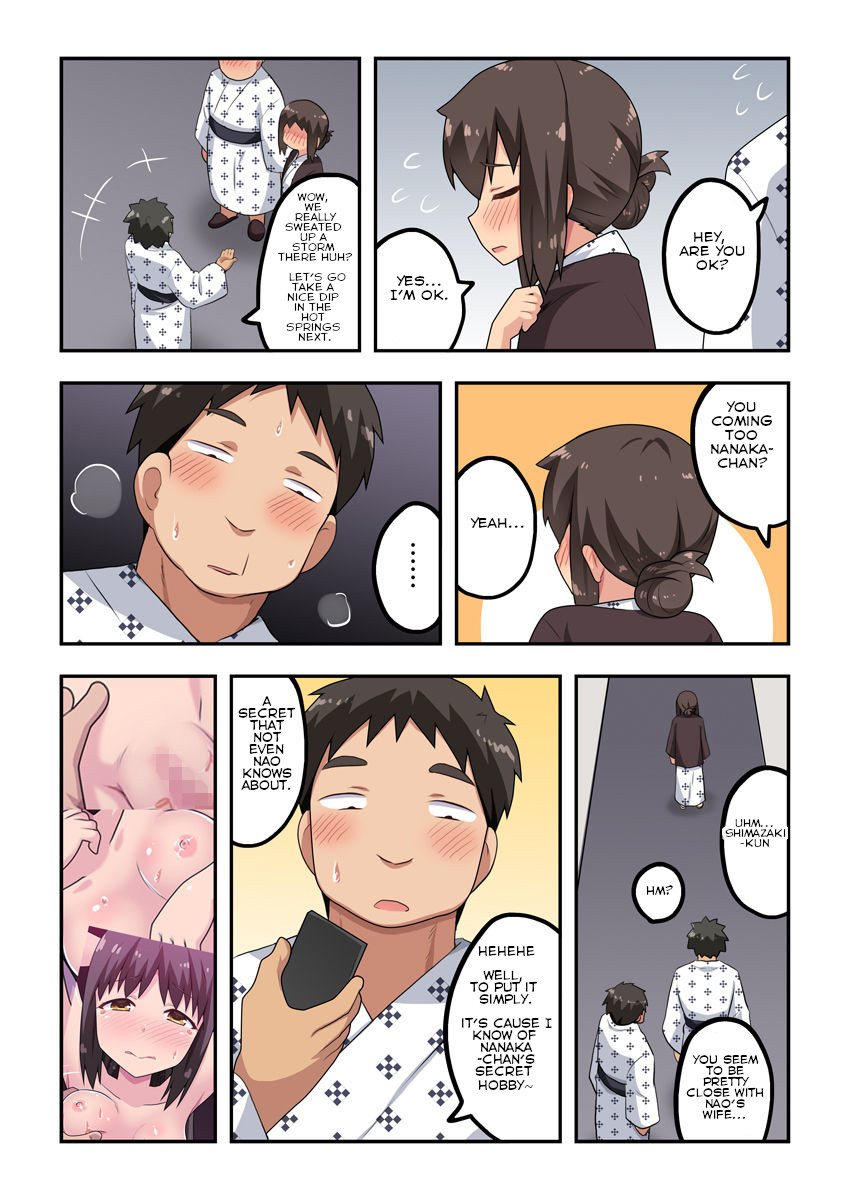 HEY,
ARE YOU
OK?
YES...
I'M OK.
WOW,
WE
REALLY
SWEATED
UP A
STORM
THERE HUH?
LET'S GO
TAKE A
NICE DIP
IN THE
HOT
SPRINGS
NEXT.
YOU
COMING
TOO
NANAKA-
CHAN?
YEAH...
......
UHM...
SHIMAZAKI
-KUN
HM?
YOU SEEM
TO BE
PRETTY
CLOSE WITH
NAO'S
WIFE...
HEHEHE
WELL,
TO PUT IT
SIMPLY.
IT'S CAUSE I
KNOW OF
NANAKA
-CHAN'S
SECRET
HOBBY~
A
SECRET
THAT
NOT
EVEN
NAO
KNOWS
ABOUT.